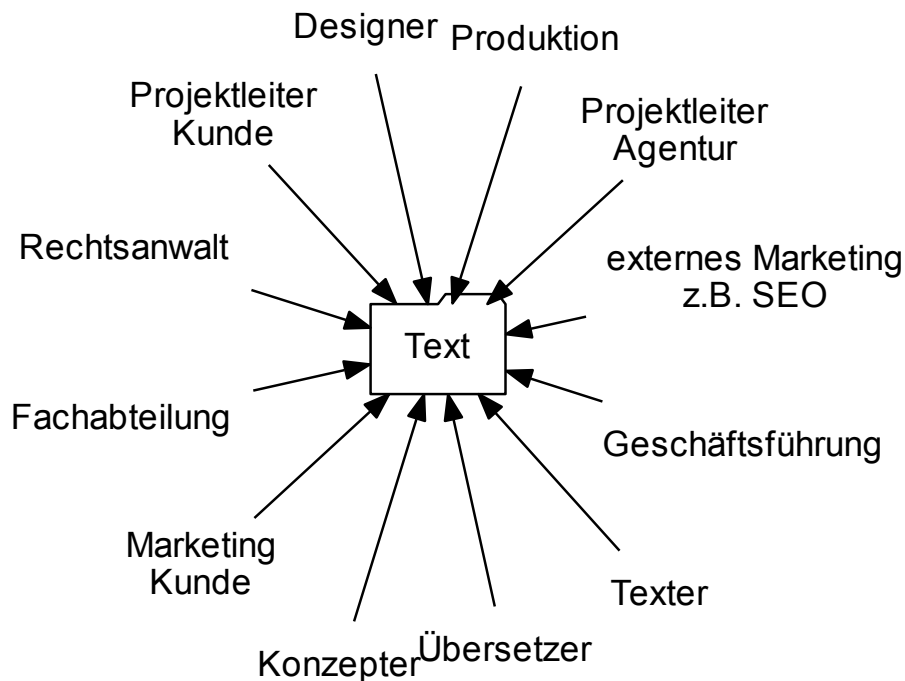 Designer
Produktion
Projektleiter
Kunde
Projektleiter
Agentur
Rechtsanwalt
externes Marketing
z.B. SEO
Text
Fachabteilung
Geschäftsführung
Marketing
Kunde
Texter
Konzepter
Übersetzer